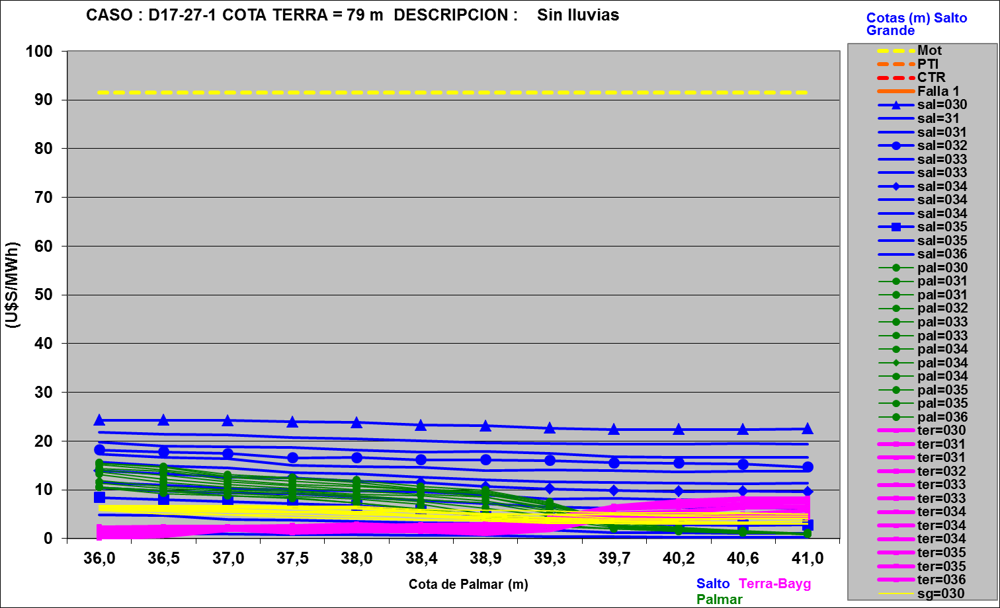 CASO : D17-27-1 COTA TERRA = 79 m  DESCRIPCION :    Sin lluvias
Cotas (m) Salto
Grande
100
90
80
70
60
50
40
30
20
10
0
(U$S/MWh)
36,0 36,5 37,0 37,5 38,0 38,4 38,9 39,3 39,7 40,2 40,6 41,0
Cota de Palmar (m)
Salto Terra-Bayg
Palmar
Mot
PTI
CTR
Falla 1
sal=030
sal=31
sal=031
sal=032
sal=033
sal=033
sal=034
sal=034
sal=034
sal=035
sal=035
sal=036
pal=030
pal=031
pal=031
pal=032
pal=033
pal=033
pal=034
pal=034
pal=034
pal=035
pal=035
pal=036
ter=030
ter=031
ter=031
ter=032
ter=033
ter=033
ter=034
ter=034
ter=034
ter=035
ter=035
ter=036
sg=030